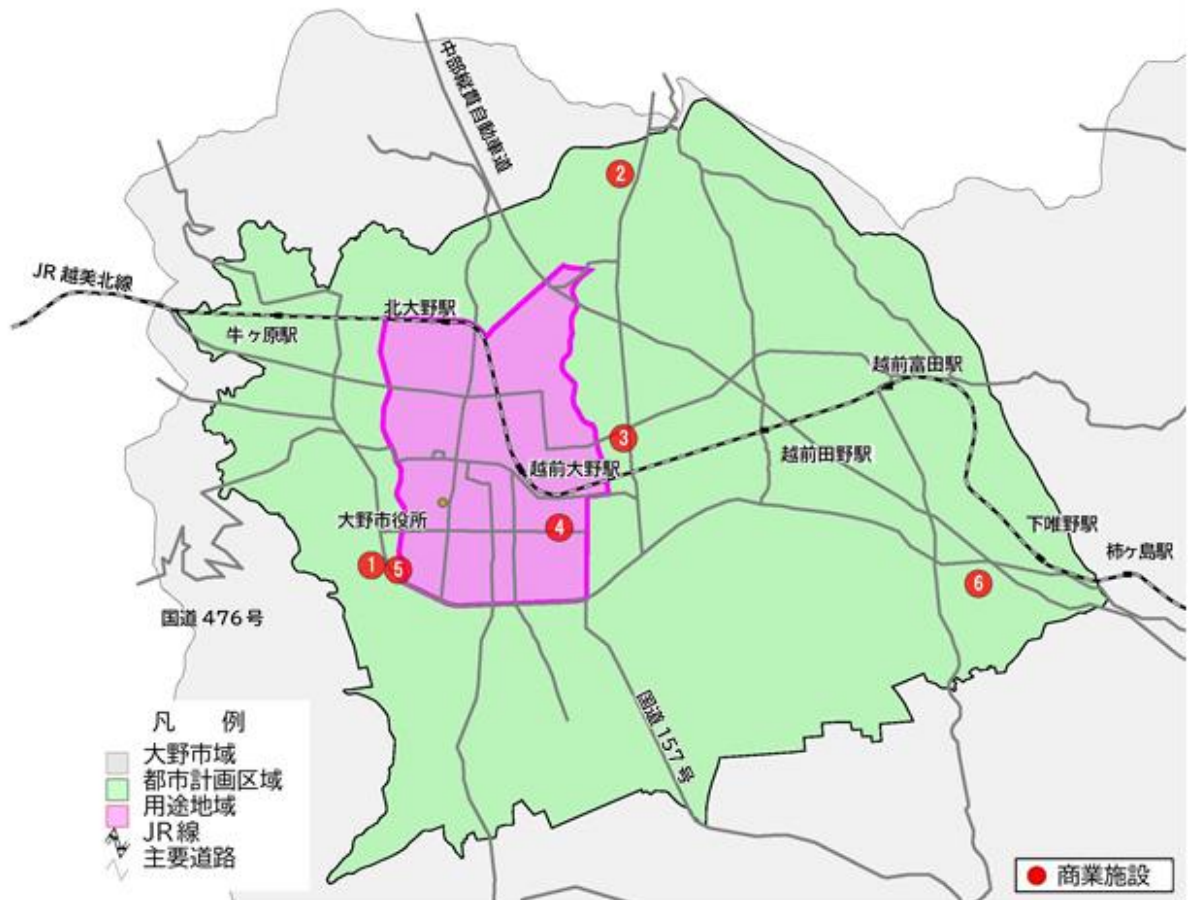 中部縦貫自動車道
2
JR 越美北線
北大野駅
牛ヶ原駅
越前富田駅
3
越前大野駅
越前田野駅
大野市役所
4
下唯野駅
柿ヶ島駅
1
5
6
国道 476 号
国道 157 号
凡 例
大野市域
都市計画区域
用途地域
JR線
主要道路
商業施設